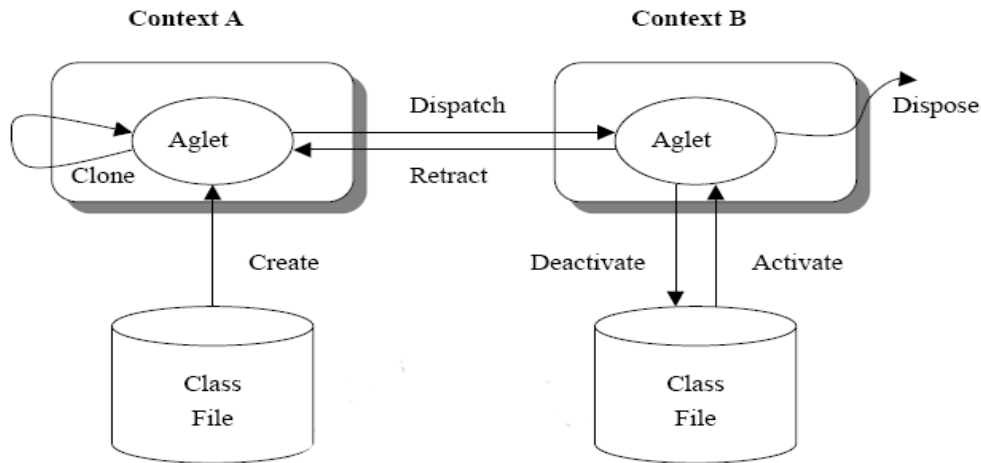 Context A
Context B
Aglet
Dispatch
Aglet
Dispose
Clone
Retract
Create
Deactivate
Activate
Class
File
Class
File